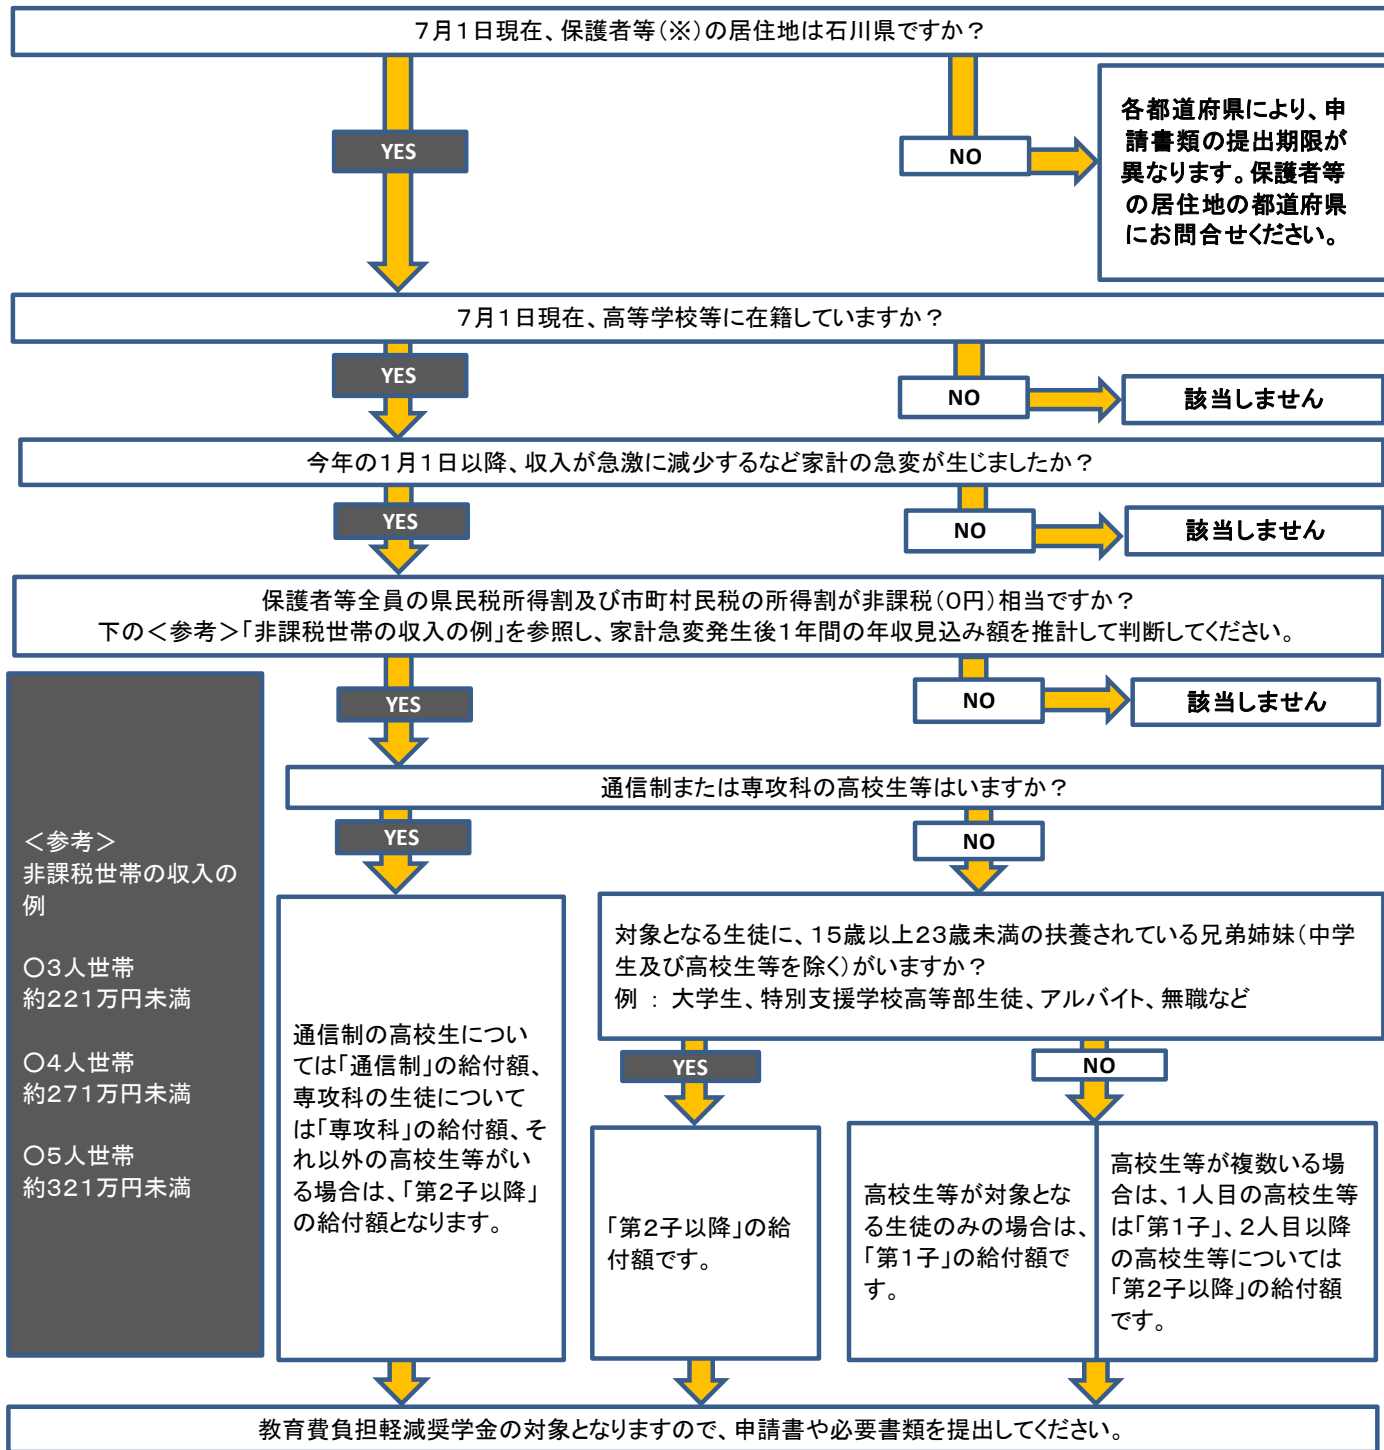 7月1日現在、保護者等(※)の居住地は石川県ですか?
YES
NO
各都道府県により、申
請書類の提出期限が
異なります。保護者等
の居住地の都道府県
にお問合せください。
7月1日現在、高等学校等に在籍していますか?
YES
NO
該当しません
今年の1月1日以降、収入が急激に減少するなど家計の急変が生じましたか?
YES
NO
該当しません
保護者等全員の県民税所得割及び市町村民税の所得割が非課税(0円)相当ですか?
下の<参考>「非課税世帯の収入の例」を参照し、家計急変発生後1年間の年収見込み額を推計して判断してください。
YES
NO
該当しません
通信制または専攻科の高校生等はいますか?
YES
NO
<参考>
非課税世帯の収入の
例
○3人世帯
約221万円未満
○4人世帯
約271万円未満
○5人世帯
約321万円未満
通信制の高校生につい
ては「通信制」の給付額、
専攻科の生徒について
は「専攻科」の給付額、そ
れ以外の高校生等がい
る場合は、「第2子以降」
の給付額となります。
対象となる生徒に、15歳以上23歳未満の扶養されている兄弟姉妹(中学
生及び高校生等を除く)がいますか?
例 : 大学生、特別支援学校高等部生徒、アルバイト、無職など
YES
NO
「第2子以降」の給
付額です。
高校生等が対象とな
る生徒のみの場合は、
「第1子」の給付額で
す。
高校生等が複数いる場
合は、1人目の高校生等
は「第1子」、2人目以降
の高校生等については
「第2子以降」の給付額
です。
教育費負担軽減奨学金の対象となりますので、申請書や必要書類を提出してください。